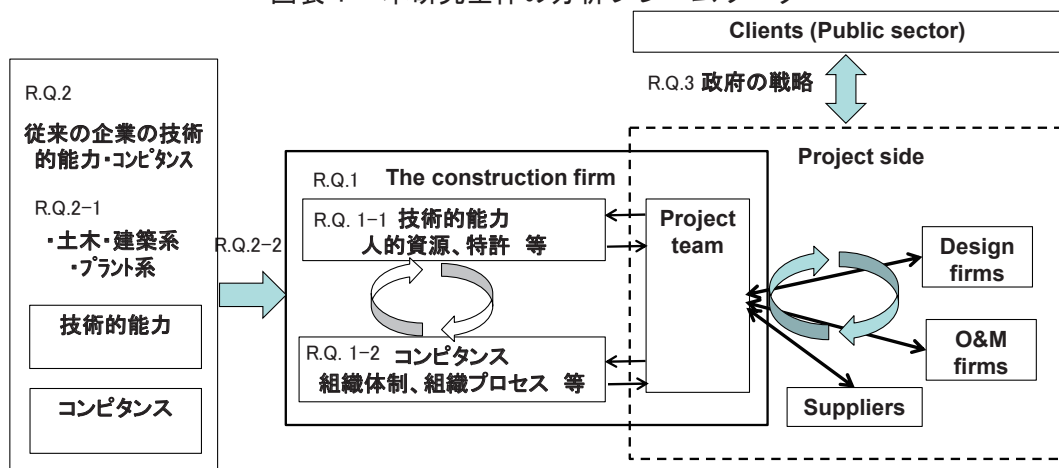 Clients (Public sector)
R.Q.3 政府の戦略
R.Q.2
従来の企業の技術
的能力・コンピタンス
R.Q.2-1
・土木・建築系
・プラント系
技術的能力
コンピタンス
R.Q.2-2
R.Q.1 The construction firm
R.Q. 1-1 技術的能力
人的資源、特許 等
R.Q. 1-2 コンピタンス
組織体制、組織プロセス 等
Project
team
Project side
Design
firms
O&M
firms
Suppliers